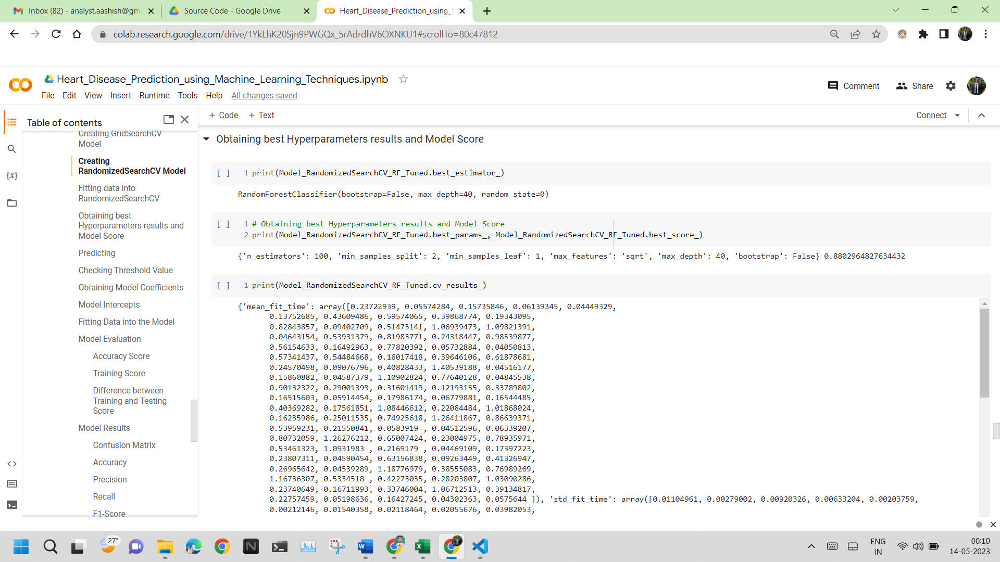 Inbox (82) - analyst.aashish@gm
Source Code - Google Drive
Heart_Disease_Prediction_using_
colab.research.google.com/drive/1YkLhK20Sjn9PWGQx_5rAdrdhV6OXNKU1#scrollTo=80c47812
Heart_Disease_Prediction_using_Machine_Learning_Techniques.ipynb
File Edit View Insert Runtime Tools Help All changes saved
Comment
Share
Table of contents
Creating GridSearchCV
Model
Creating
RandomizedSearchCV Model
Fitting data into
RandomizedSearchCV
Obtaining best
Hyperparameters results and
Model Score
Predicting
Checking Threshold Value
Obtaining Model Coefficients
Model Intercepts
Fitting Data into the Model
Model Evaluation
Accuracy Score
Training Score
Difference between
Training and Testing
Score
Model Results
Confusion Matrix
Accuracy
Precision
Recall
F1-Score
+ Code + Text
Connect
Obtaining best Hyperparameters results and Model Score
[ ] 1 print(Model_RandomizedSearchCV_RF_Tuned.best_estimator_)
RandomForestClassifier(bootstrap=False, max_depth=40, random_state=0)
[ ] 1 # Obtaining best Hyperparameters results and Model Score
2 print(Model_RandomizedSearchCV_RF_Tuned.best_params_, Model_RandomizedSearchCV_RF_Tuned.best_score_)
{'n_estimators': 100, 'min_samples_split': 2, 'min_samples_leaf': 1, 'max_features': 'sqrt', 'max_depth': 40, 'bootstrap': False} 0.8802964827634432
[ ] 1 print(Model_RandomizedSearchCV_RF_Tuned.cv_results_)
{'mean_fit_time': array([0.23722939, 0.05574284, 0.15735846, 0.06139345, 0.04449329,
0.13752685, 0.43609486, 0.59574065, 0.39868774, 0.19343095,
0.82843857, 0.09402709, 0.51473141, 1.06939473, 1.09821391,
0.04643154, 0.53931379, 0.81983771, 0.24318447, 0.98539877,
0.56154633, 0.16492963, 0.77820392, 0.05732884, 0.04050813,
0.57341437, 0.54484668, 0.16017418, 0.39646106, 0.61878681,
0.24570498, 0.09076796, 0.40828433, 1.40539188, 0.04516177,
0.15860882, 0.04587379, 1.10902824, 0.77640128, 0.04845538,
0.90132322, 0.29001393, 0.31601419, 0.12193155, 0.33789802,
0.16515603, 0.05914454, 0.17986174, 0.06779881, 0.16544485,
0.40369282, 0.17561851, 1.08446612, 0.22084484, 1.01868024,
0.16235986, 0.25011535, 0.74925618, 1.26411867, 0.86639371,
0.53959231, 0.21550841, 0.0583919 , 0.04512596, 0.06339207,
0.80732059, 1.26276212, 0.65007424, 0.23004975, 0.78935971,
0.53461323, 1.0931983 , 0.2169179 , 0.04469109, 0.17397223,
0.23807311, 0.04590454, 0.63156838, 0.09263449, 0.41326947,
0.26965642, 0.04539289, 1.18776979, 0.38555083, 0.76989269,
1.16736307, 0.5334518 , 0.42273035, 0.28203807, 1.03090286,
0.23740649, 0.16711993, 0.33746004, 1.06712513, 0.39134817,
0.22757459, 0.05198636, 0.16427245, 0.04302363, 0.0575644 ]), 'std_fit_time': array([0.01104961, 0.00279002, 0.00920326, 0.00633204, 0.00203759,
0.00212146, 0.01540358, 0.02118464, 0.02055676, 0.03982053,
27°
ENG
IN
00:10
14-05-2023